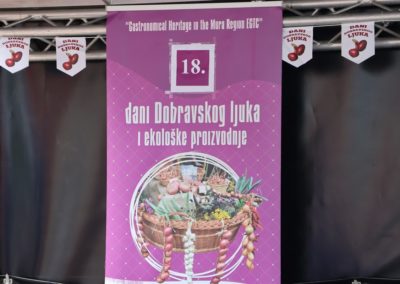 "Gastronomical Heritage in the Mura Region EGTC"
18.
dani Dobravskog ljuka
i ekološke proizvodnje
DANI
LJUKA
DANI
LJUKA
DANI
LJUKA
DANI
LJUKA